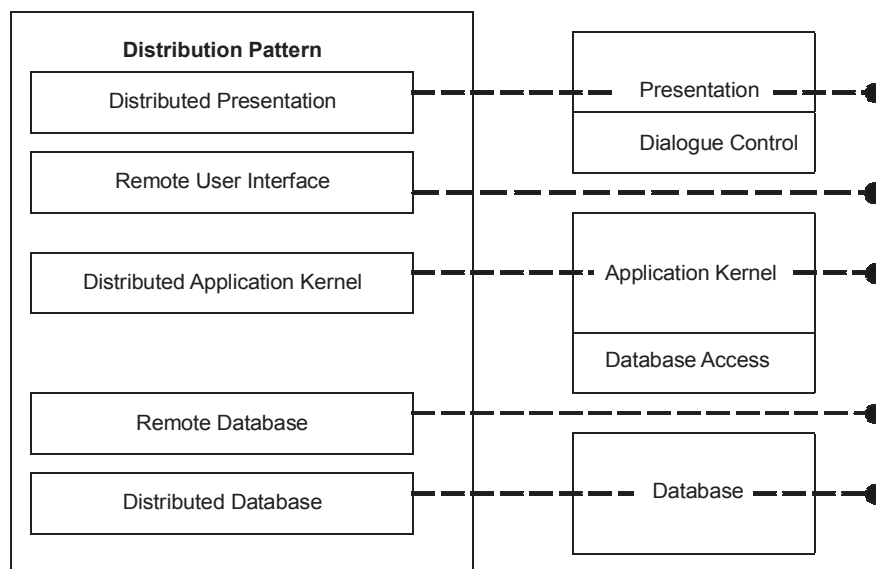 Distribution Pattern
Distributed Presentation
Remote User Interface
Distributed Application Kernel
Remote Database
Distributed Database
Presentation
Dialogue Control
Application Kernel
Database Access
Database